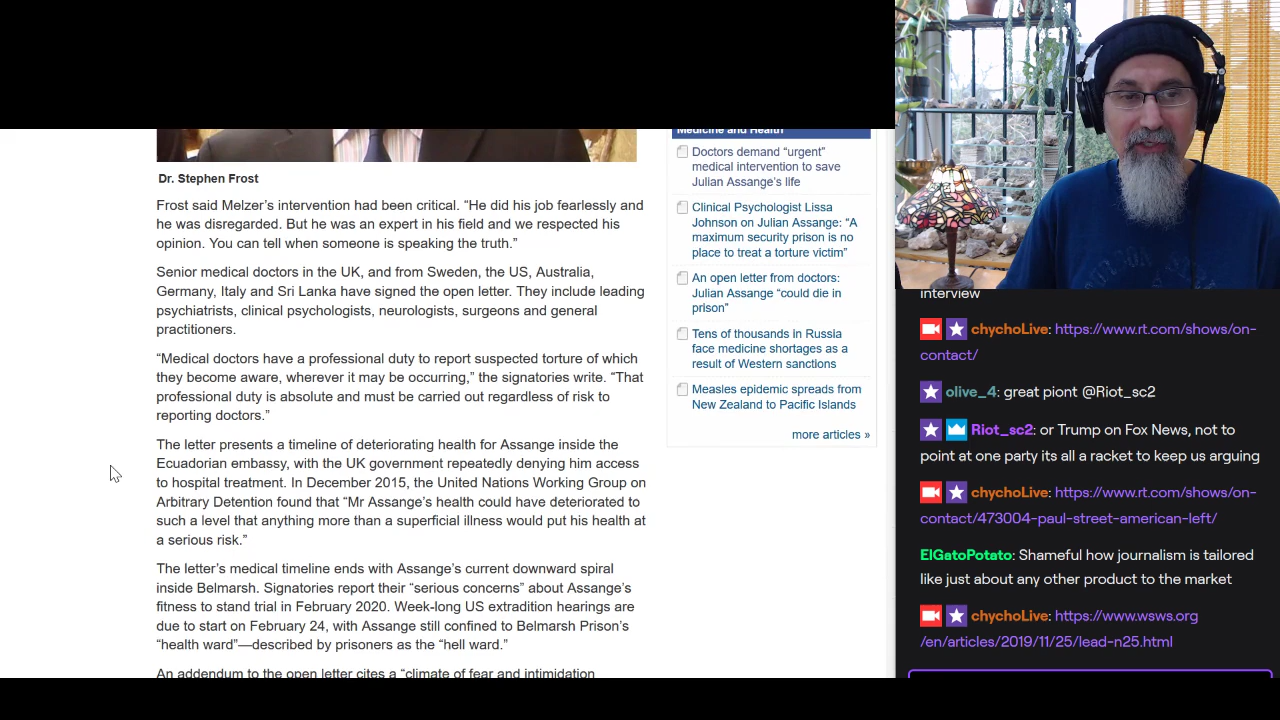 Dr. Stephen Frost
Frost said Melzer's intervention had been critical. “He did his job fearlessly and
he was disregarded. But he was an expert in his field and we respected his
opinion. You can tell when someone is speaking the truth.”
Senior medical doctors in the UK, and from Sweden, the US, Australia,
Germany, Italy and Sri Lanka have signed the open letter. They include leading
psychiatrists, clinical psychologists, neurologists, surgeons and general
practitioners.
“Medical doctors have a professional duty to report suspected torture of which
they become aware, wherever it may be occurring,” the signatories write. “That
professional duty is absolute and must be carried out regardless of risk to
reporting doctors.”
The letter presents a timeline of deteriorating health for Assange inside the
Ecuadorian embassy, with the UK government repeatedly denying him access
to hospital treatment. In December 2015, the United Nations Working Group on
Arbitrary Detention found that “Mr Assange's health could have deteriorated to
such a level that anything more than a superficial illness would put his health at
a serious risk.”
The letter's medical timeline ends with Assange's current downward spiral
inside Belmarsh. Signatories report their “serious concerns” about Assange's
fitness to stand trial in February 2020. Week-long US extradition hearings are
due to start on February 24, with Assange still confined to Belmarsh Prison's
“health ward”—described by prisoners as the “hell ward.”
An addendum to the open letter cites a “climate of fear and intimidation
Medicine and Health
Doctors demand “urgent”
medical intervention to save
Julian Assange's life
Clinical Psychologist Lissa
Johnson on Julian Assange: “A
maximum security prison is no
place to treat a torture victim”
An open letter from doctors:
Julian Assange “could die in
prison”
Tens of thousands in Russia
face medicine shortages as a
result of Western sanctions
Measles epidemic spreads from
New Zealand to Pacific Islands
more articles »
interview
chychoLive: https://www.rt.com/shows/on-
contact/
olive_4: great piont @Riot_sc2
Riot_sc2: or Trump on Fox News, not to
point at one party its all a racket to keep us arguing
chychoLive: https://www.rt.com/shows/on-
contact/473004-paul-street-american-left/
ElGatoPotato: Shameful how journalism is tailored
like just about any other product to the market
chychoLive: https://www.wsws.org
/en/articles/2019/11/25/lead-n25.html